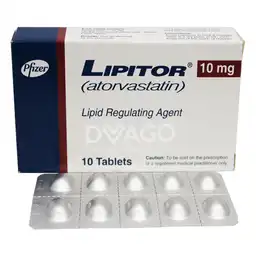 Pfizer
LIPITOR® 10 mg
(atorvastatin)
Lipid Regulating Agent
DVAGO
10 Tablets
Caution: To be sold on the prescription
of a registered medical practitioner only.